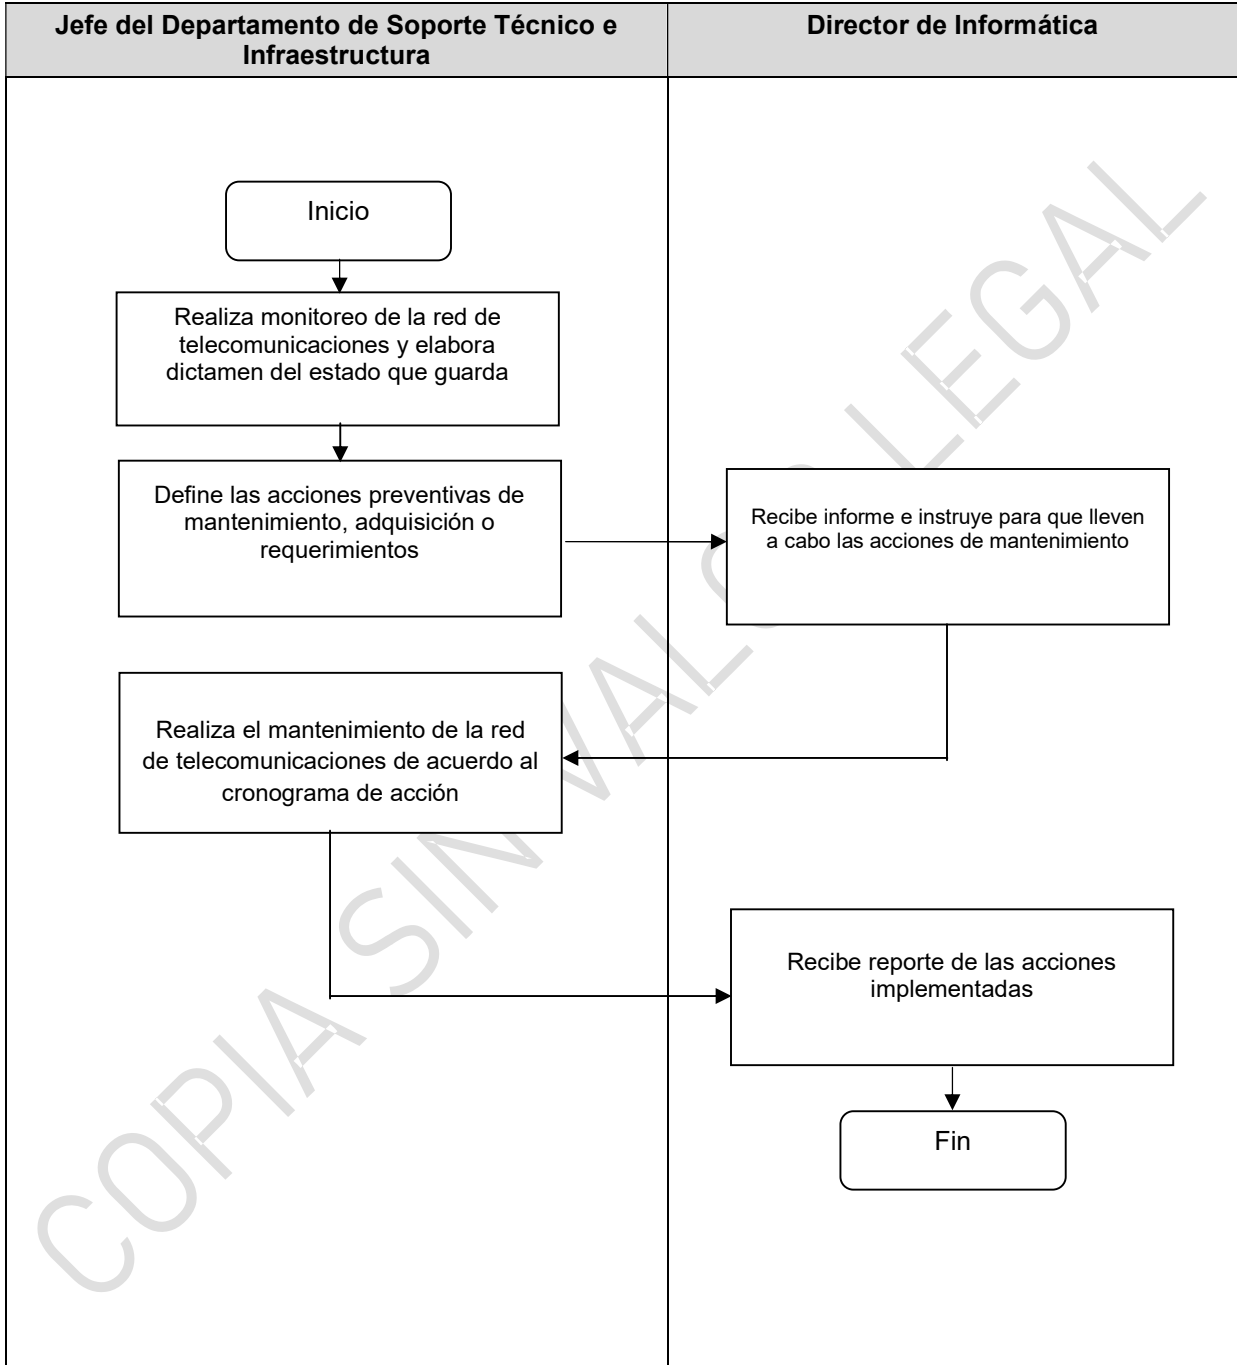 Jefe del Departamento de Soporte Técnico e
Infraestructura
Director de Informática
Inicio
Realiza monitoreo de la red de
telecomunicaciones y elabora
dictamen del estado que guarda
Define las acciones preventivas de
mantenimiento, adquisición o
requerimientos
Recibe informe e instruye para que lleven
a cabo las acciones de mantenimiento
Realiza el mantenimiento de la red
de telecomunicaciones de acuerdo al
cronograma de acción
Recibe reporte de las acciones
implementadas
Fin
COPIA SIN VALOR LEGAL